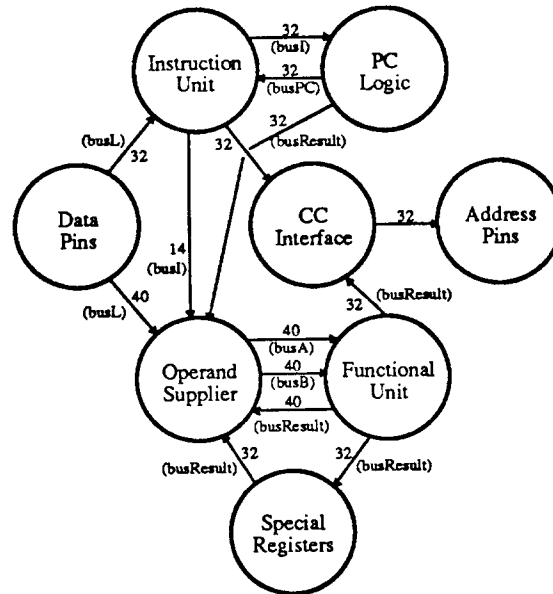 32
(busI)
Instruction
Unit
32
(busPC)
PC
Logic
32
(busResult)
(busL)
32
32
Data
Pins
CC
Interface
32
Address
Pins
14
(busI)
40
(busL)
(busResult)
32
Operand
Supplier
40
(busA)
40
(busB)
40
(busResult)
Functional
Unit
32
(busResult)
32
(busResult)
Special
Registers